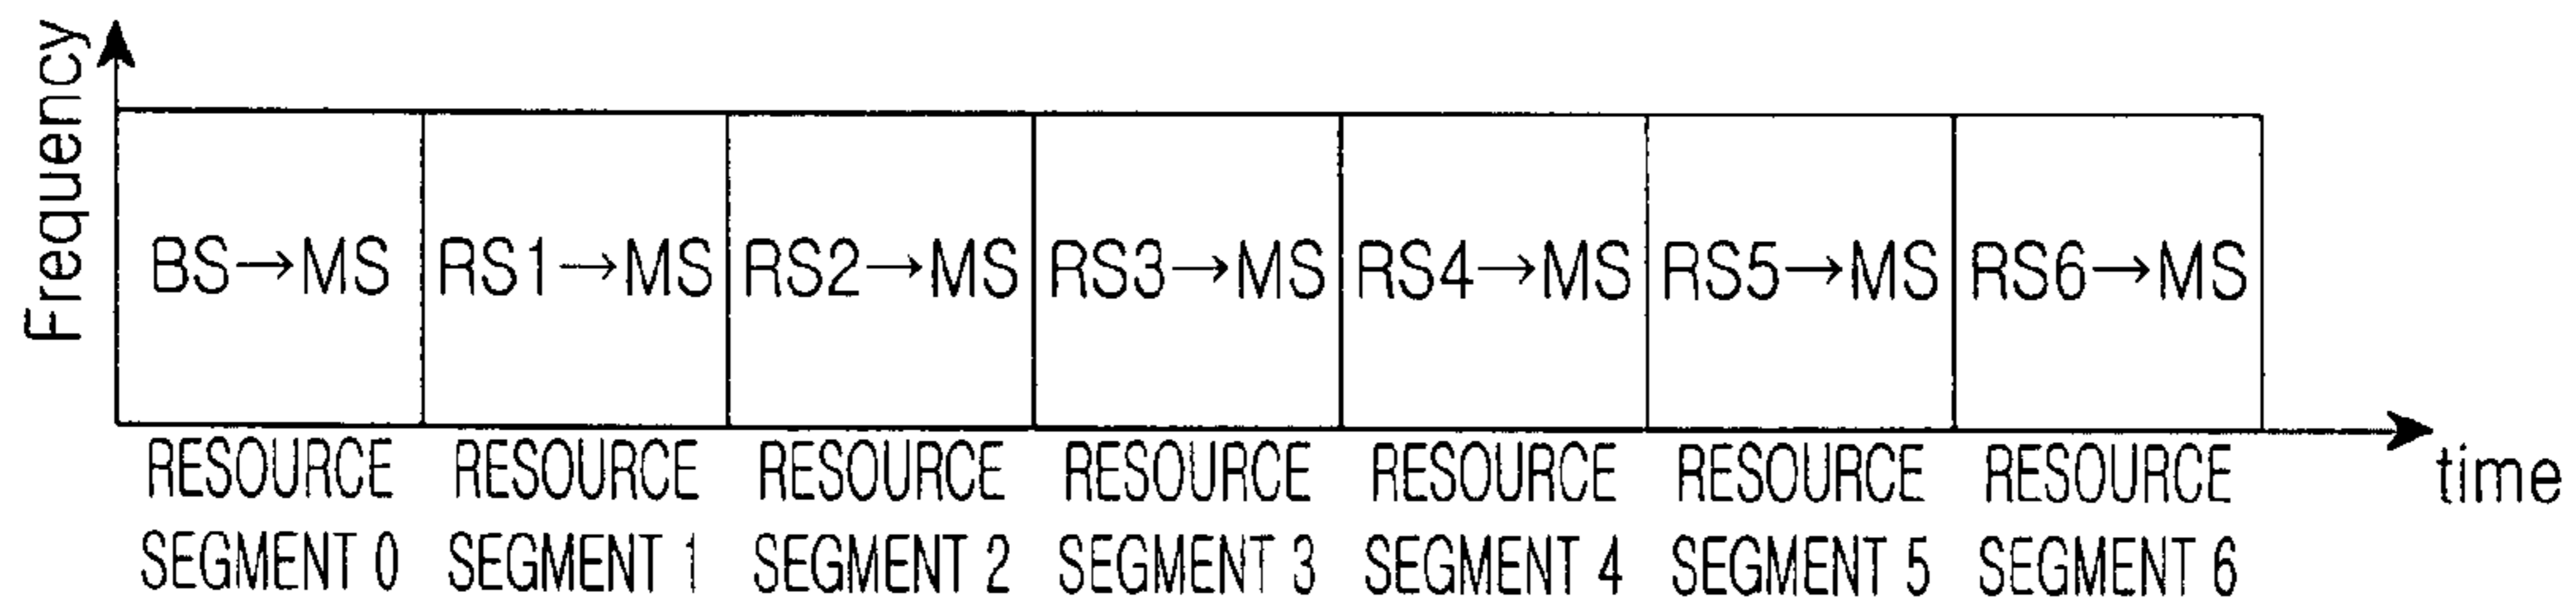 Frequency
BS→MS RS1→MS RS2→MS RS3→MS RS4→MS RS5→MS RS6→MS
RESOURCE RESOURCE RESOURCE RESOURCE RESOURCE RESOURCE RESOURCE
SEGMENT 0 SEGMENT 1 SEGMENT 2 SEGMENT 3 SEGMENT 4 SEGMENT 5 SEGMENT 6
time